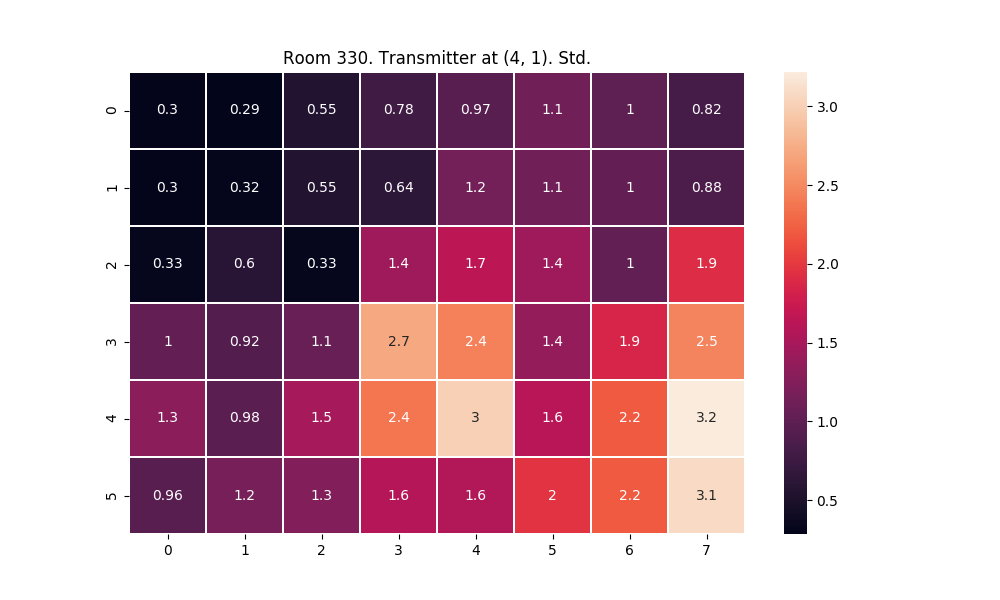 Room 330. Transmitter at (4, 1). Std.
0 0.3 0.29 0.55 0.78 0.97 1.1 1 0.82
1 0.3 0.32 0.55 0.64 1.2 1.1 1 0.88
2 0.33 0.6 0.33 1.4 1.7 1.4 1 1.9
3 1 0.92 1.1 2.7 2.4 1.4 1.9 2.5
4 1.3 0.98 1.5 2.4 3 1.6 2.2 3.2
5 0.96 1.2 1.3 1.6 1.6 2 2.2 3.1
0 1 2 3 4 5 6 7
3.0
2.5
2.0
1.5
1.0
0.5